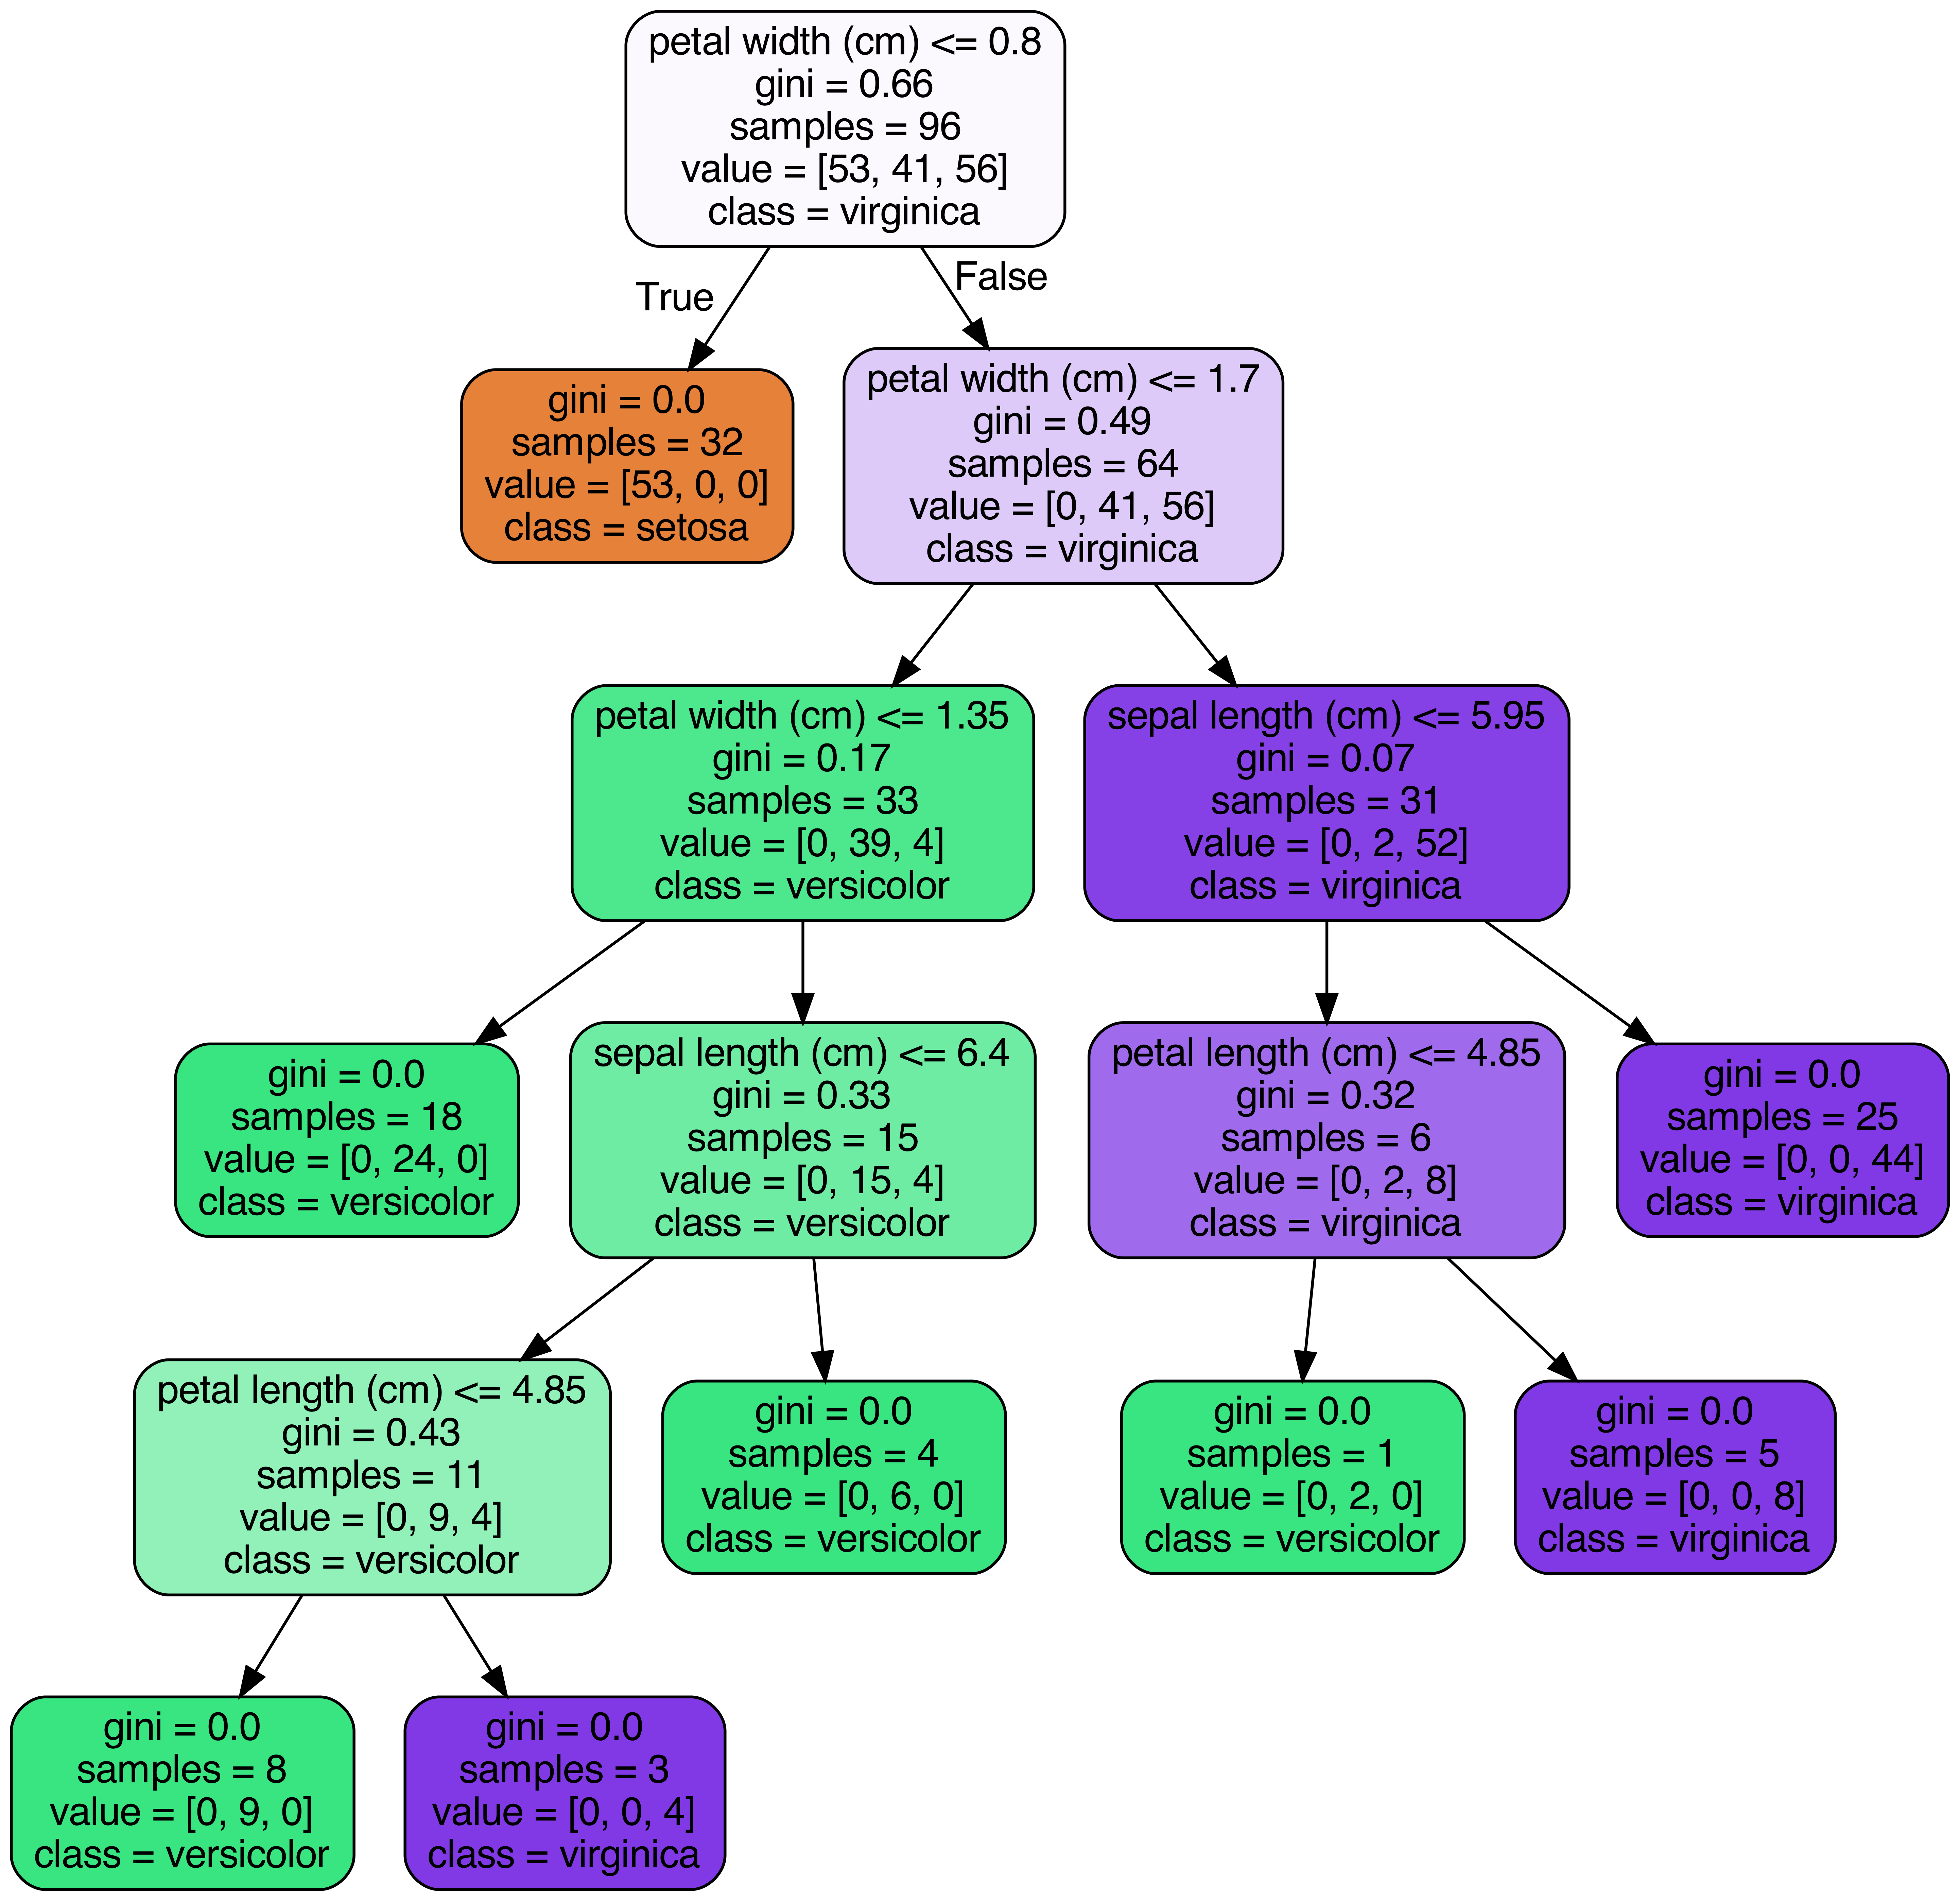 petal width (cm) <= 0.8
gini = 0.66
samples = 96
value = [53, 41, 56]
class = virginica
True
False
gini = 0.0
samples = 32
value = [53, 0, 0]
class = setosa
petal width (cm) <= 1.7
gini = 0.49
samples = 64
value = [0, 41, 56]
class = virginica
petal width (cm) <= 1.35
gini = 0.17
samples = 33
value = [0, 39, 4]
class = versicolor
sepal length (cm) <= 5.95
gini = 0.07
samples = 31
value = [0, 2, 52]
class = virginica
gini = 0.0
samples = 18
value = [0, 24, 0]
class = versicolor
sepal length (cm) <= 6.4
gini = 0.33
samples = 15
value = [0, 15, 4]
class = versicolor
petal length (cm) <= 4.85
gini = 0.32
samples = 6
value = [0, 2, 8]
class = virginica
gini = 0.0
samples = 25
value = [0, 0, 44]
class = virginica
petal length (cm) <= 4.85
gini = 0.43
samples = 11
value = [0, 9, 4]
class = versicolor
gini = 0.0
samples = 4
value = [0, 6, 0]
class = versicolor
gini = 0.0
samples = 1
value = [0, 2, 0]
class = versicolor
gini = 0.0
samples = 5
value = [0, 0, 8]
class = virginica
gini = 0.0
samples = 8
value = [0, 9, 0]
class = versicolor
gini = 0.0
samples = 3
value = [0, 0, 4]
class = virginica